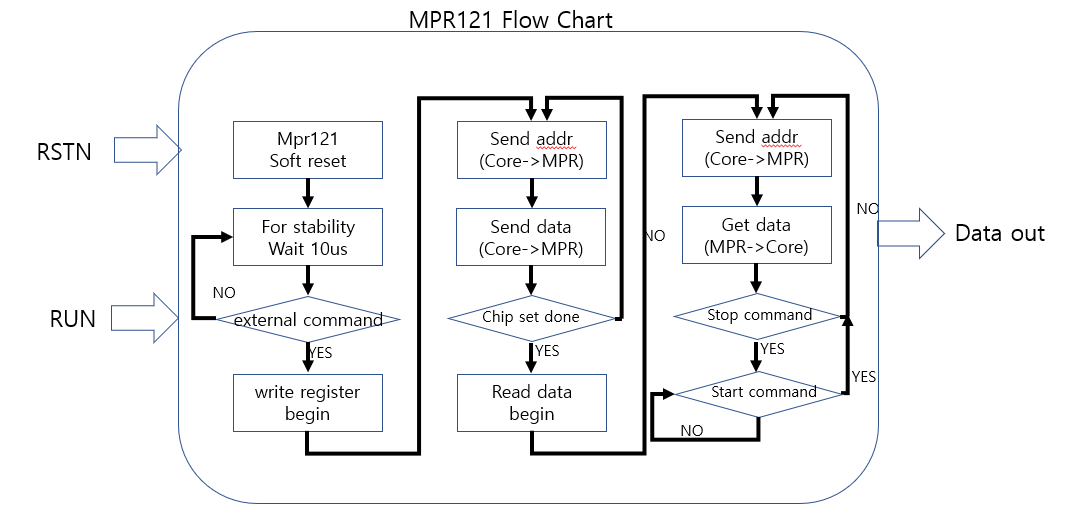 MPR121 Flow Chart
RSTN
RUN
Mpr121
Soft reset
For stability
Wait 10us
NO
external command
YES
write register
begin
Send addr
(Core->MPR)
Send data
(Core->MPR)
Chip set done
NO
YES
Read data
begin
Send addr
(Core->MPR)
Get data
(MPR->Core)
NO
Stop command
YES
Start command
YES
NO
Data out